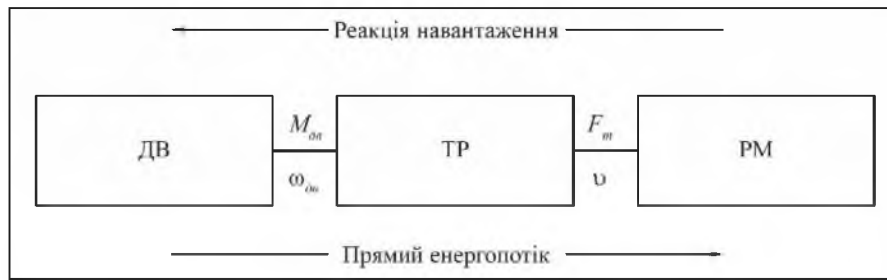 Реакція навантаження
ДВ
M_дв
ω_дв
ТР
F_т
υ
РМ
Прямий енергопотік